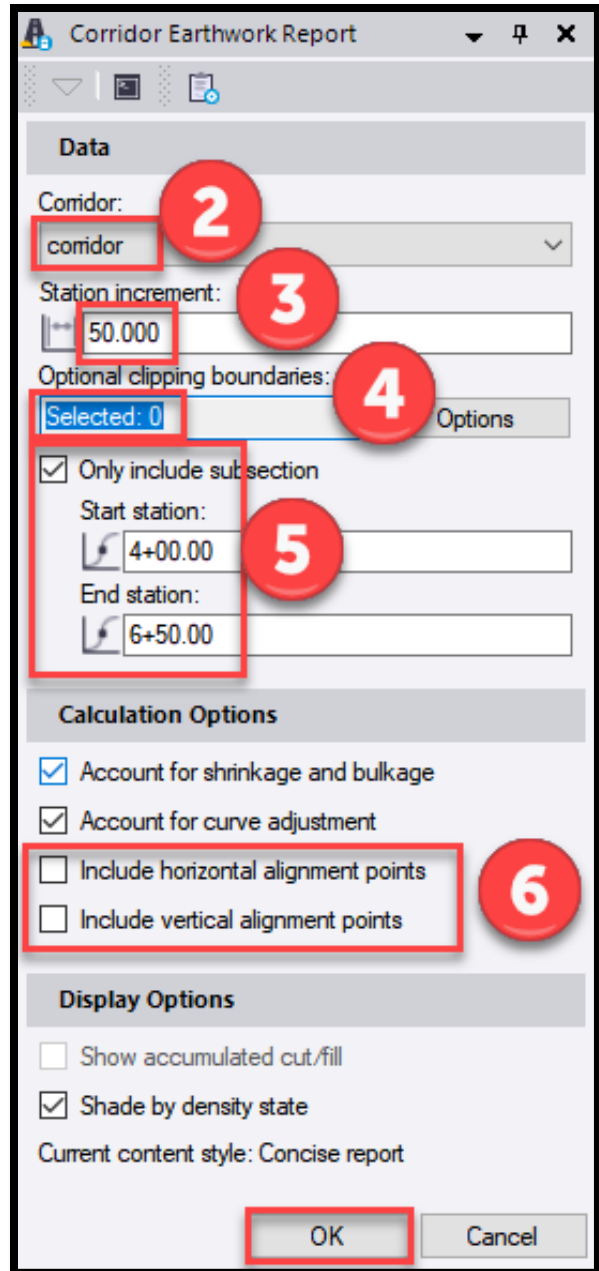 Corridor Earthwork Report
Data
Corridor:
2
corridor
Station increment:
3
50.000
Optional clipping boundaries:
4
Selected: 0
Options
Only include subsection
Start station:
5
4+00.00
End station:
6+50.00
Calculation Options
Account for shrinkage and bulkage
Account for curve adjustment
Include horizontal alignment points
6
Include vertical alignment points
Display Options
Show accumulated cut/fill
Shade by density state
Current content style: Concise report
OK
Cancel